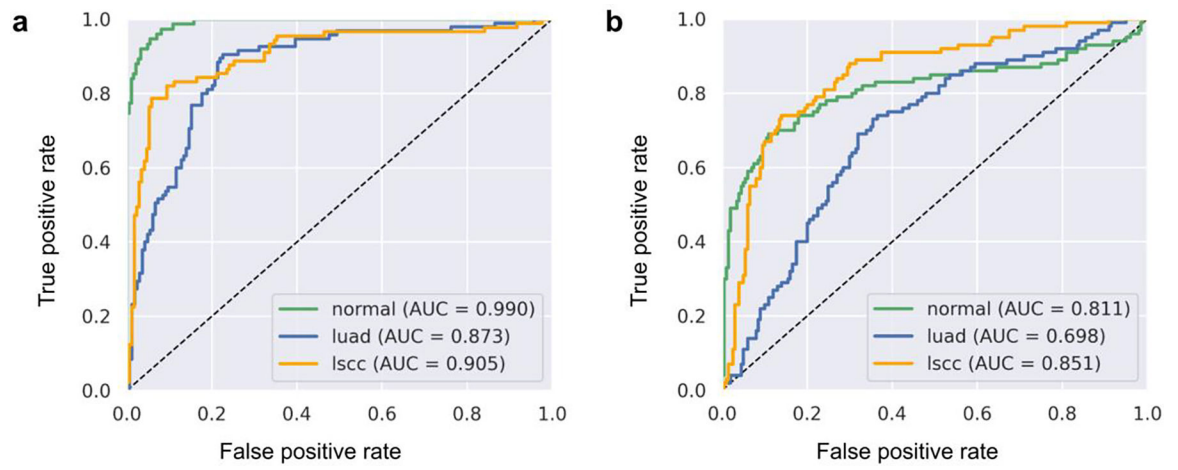 a
1.0
0.8
0.6
0.4
0.2
0.0
True positive rate
normal (AUC = 0.990)
luad (AUC = 0.873)
lscc (AUC = 0.905)
0.0 0.2 0.4 0.6 0.8 1.0
False positive rate
b
1.0
0.8
0.6
0.4
0.2
0.0
True positive rate
normal (AUC = 0.811)
luad (AUC = 0.698)
lscc (AUC = 0.851)
0.0 0.2 0.4 0.6 0.8 1.0
False positive rate